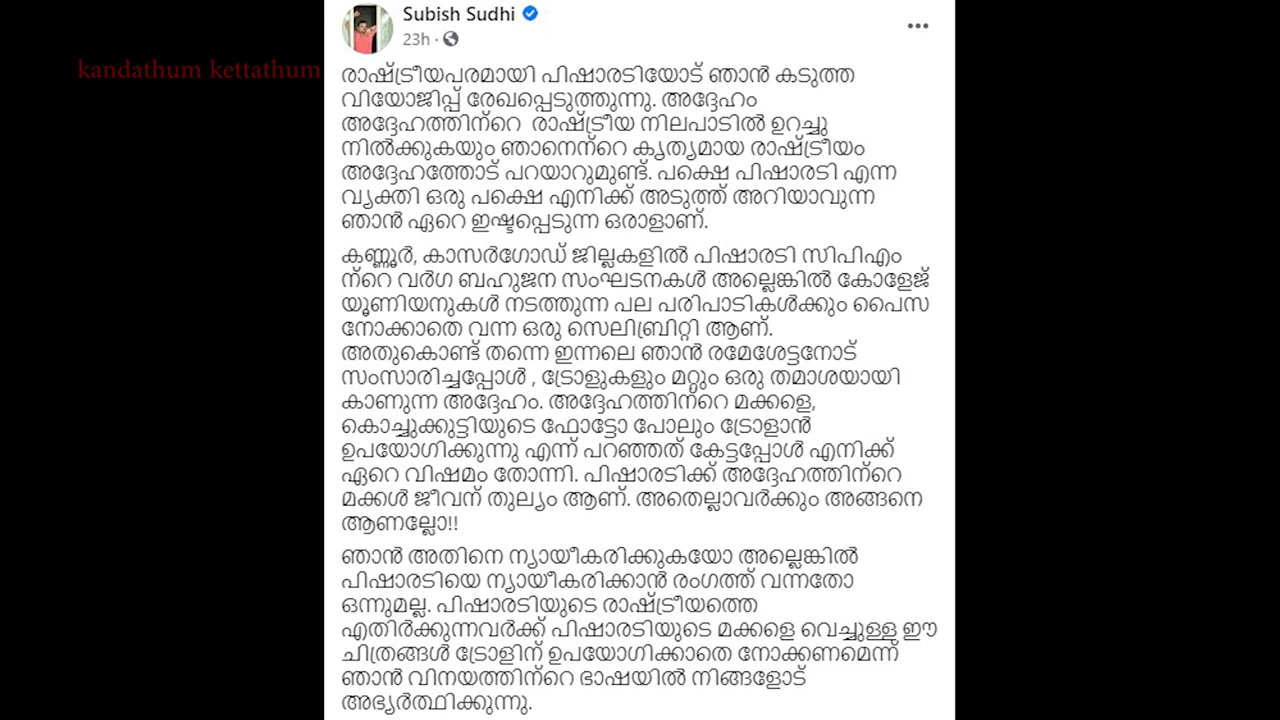 Subish Sudhi
23h
kandathum kettathum
രാഷ്ട്രീയപരമായി പിഷാരടിയോട് ഞാൻ കടുത്ത
വിയോജിപ്പ് രേഖപ്പെടുത്തുന്നു. അദ്ദേഹം
അദ്ദേഹത്തിന്റെ രാഷ്ട്രീയ നിലപാടിൽ ഉറച്ചു
നിൽക്കുകയും ഞാനെന്റെ കൃത്യമായ രാഷ്ട്രീയം
അദ്ദേഹത്തോട് പറയാറുമുണ്ട്. പക്ഷെ പിഷാരടി എന്ന
വ്യക്തി ഒരു പക്ഷെ എനിക്ക് അടുത്ത് അറിയാവുന്ന
ഞാൻ ഏറെ ഇഷ്ടപ്പെടുന്ന ഒരാളാണ്.
കണ്ണൂർ, കാസർഗോഡ് ജില്ലകളിൽ പിഷാരടി സിപിഎം
ന്റെ വർഗ ബഹുജന സംഘടനകൾ അല്ലെങ്കിൽ കോളേജ്
യൂണിയനുകൾ നടത്തുന്ന പല പരിപാടികൾക്കും പൈസ
നോക്കാതെ വന്ന ഒരു സെലിബ്രിറ്റി ആണ്.
അതുകൊണ്ട് തന്നെ ഇന്നലെ ഞാൻ രമേശേട്ടനോട്
സംസാരിച്ചപ്പോൾ , ട്രോളുകളും മറ്റും ഒരു തമാശയായി
കാണുന്ന അദ്ദേഹം. അദ്ദേഹത്തിന്റെ മക്കളെ,
കൊച്ചുക്കുട്ടിയുടെ ഫോട്ടോ പോലും ട്രോളാൻ
ഉപയോഗിക്കുന്നു എന്ന് പറഞ്ഞത് കേട്ടപ്പോൾ എനിക്ക്
ഏറെ വിഷമം തോന്നി. പിഷാരടിക്ക് അദ്ദേഹത്തിന്റെ
മക്കൾ ജീവന് തുല്യം ആണ്. അതെല്ലാവർക്കും അങ്ങനെ
ആണല്ലോ!!
ഞാൻ അതിനെ ന്യായീകരിക്കുകയോ അല്ലെങ്കിൽ
പിഷാരടിയെ ന്യായീകരിക്കാൻ രംഗത്ത് വന്നതോ
ഒന്നുമല്ല. പിഷാരടിയുടെ രാഷ്ട്രീയത്തെ
എതിർക്കുന്നവർക്ക് പിഷാരടിയുടെ മക്കളെ വെച്ചുള്ള ഈ
ചിത്രങ്ങൾ ട്രോളിന് ഉപയോഗിക്കാതെ നോക്കണമെന്ന്
ഞാൻ വിനയത്തിന്റെ ഭാഷയിൽ നിങ്ങളോട്
അഭ്യർത്ഥിക്കുന്നു.